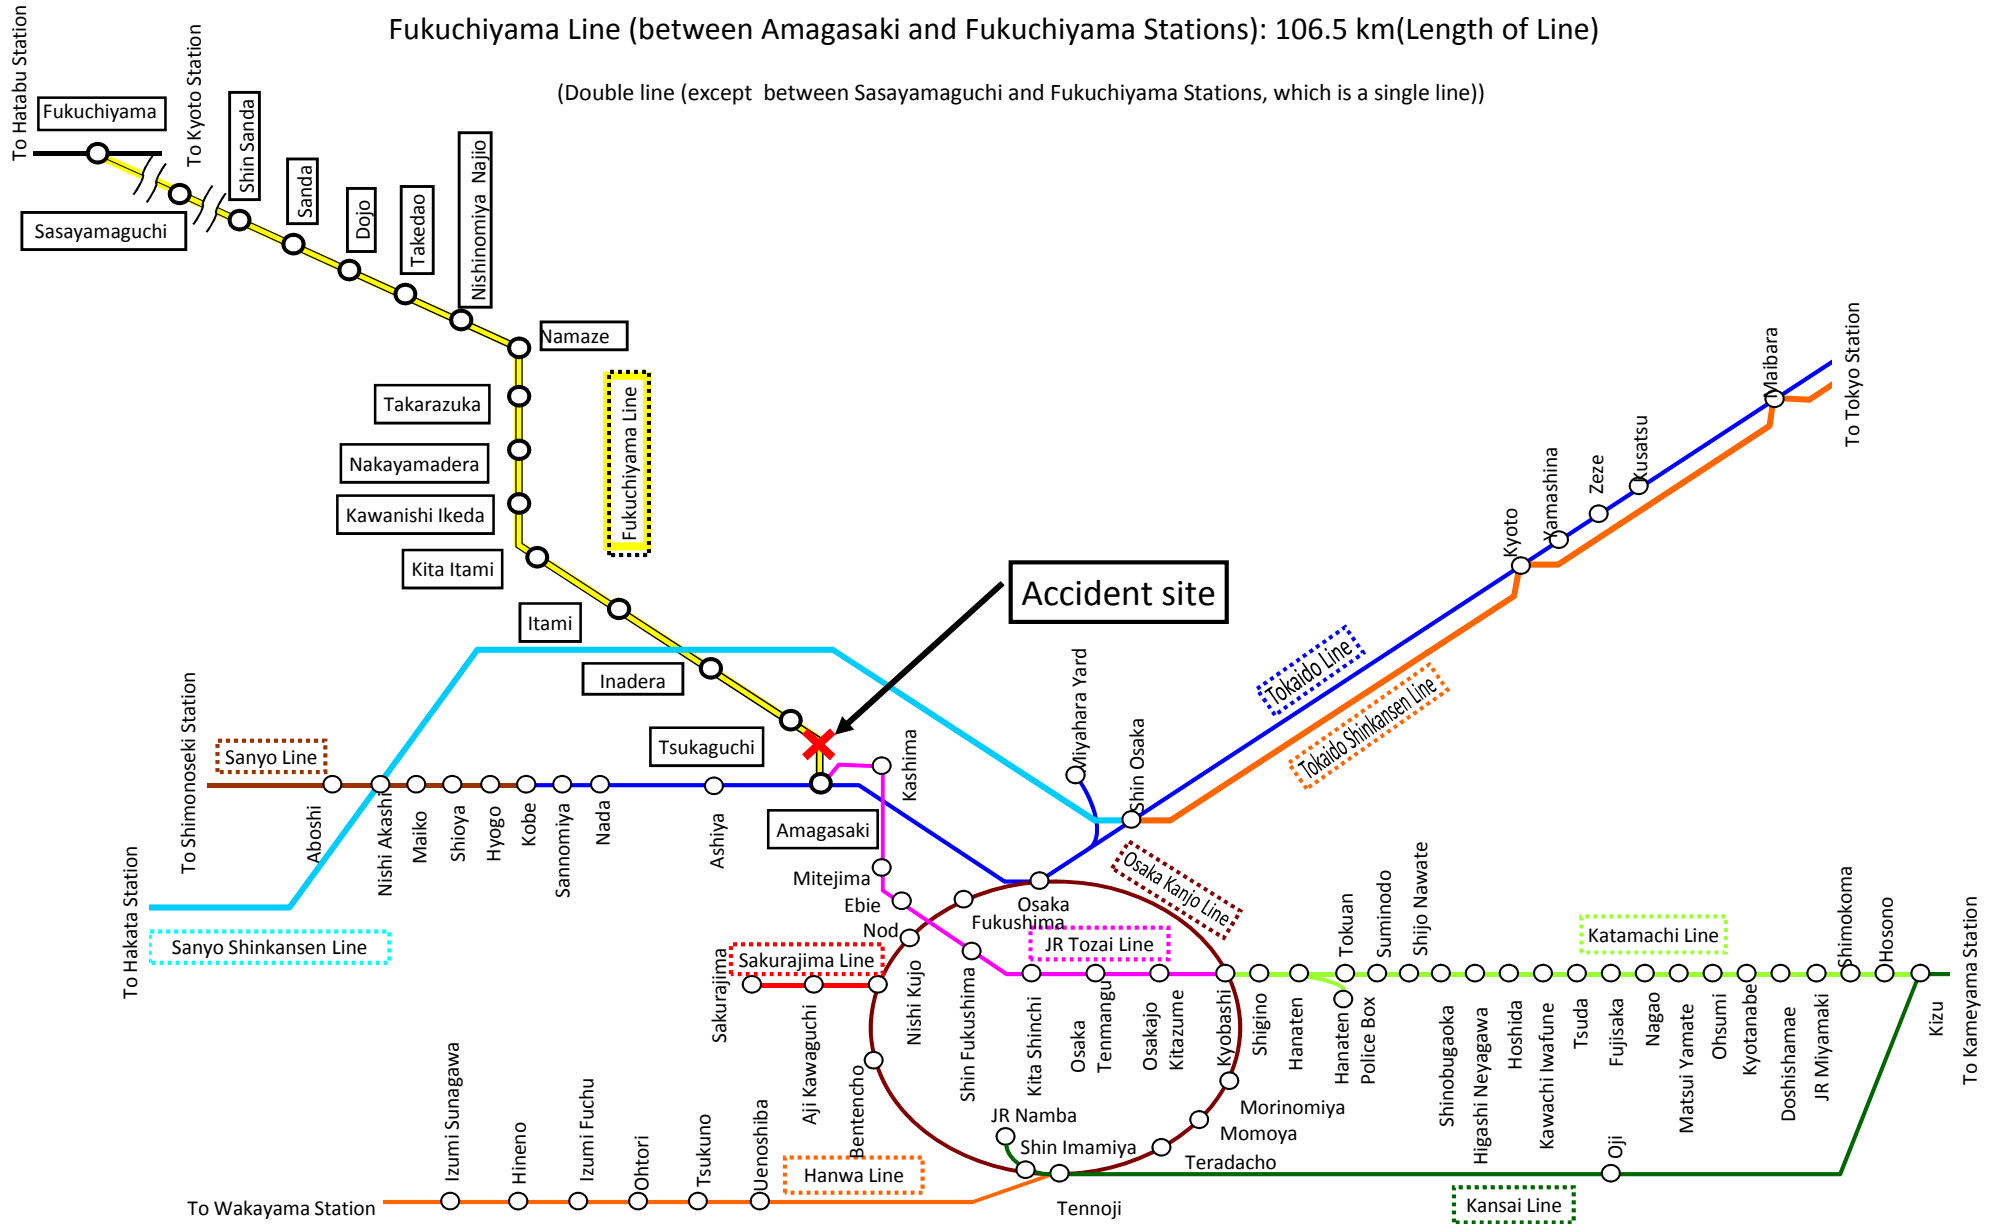 Fukuchiyama Line (between Amagasaki and Fukuchiyama Stations): 106.5 km(Length of Line)
(Double line (except between Sasayamaguchi and Fukuchiyama Stations, which is a single line))
To Hatabu Station
Fukuchiyama
To Kyoto Station
Sasayamaguchi
Shin Sanda
Sanda
Dojo
Takedao
Nishinomiya Najio
Namaze
Takarazuka
Nakayamadera
Kawanishi Ikeda
Kita Itami
Itami
Inadera
Tsukaguchi
Amagasaki
Fukuchiyama Line
Accident site
To Tokyo Station
Maibara
Kusatsu
Zeze
Yamashina
Kyoto
Tokaido Line
Tokaido Shinkansen Line
Miyahara Yard
Shin Osaka
To Shimonoseki Station
Sanyo Line
Aboshi
Nishi Akashi
Maiko
Shioya
Hyogo
Kobe
Sannomiya
Nada
Ashiya
To Hakata Station
Sanyo Shinkansen Line
Kashima
Mitejima
Ebie
Nod
Fukushima
Osaka
Osaka Kanjo Line
JR Tozai Line
Sakurajima Line
Sakurajima
Aji Kawaguchi
Nishi Kujo
Bentencho
Shin Fukushima
Kita Shinchi
Osaka
Tenmangu
Osakajo
Kitazume
Kyobashi
Shigino
Hanaten
Hanaten
Police Box
Tokuan
Suminodo
Shijo Nawate
Shinobugaoka
Higashi Neyagawa
Hoshida
Kawachi Iwafune
Tsuda
Fujisaka
Nagao
Matsui Yamate
Ohsumi
Kyotanabe
Doshishamae
JR Miyamaki
Shimokoma
Hosono
Kizu
Katamachi Line
To Kameyama Station
Morinomiya
Momoya
Teradacho
JR Namba
Shin Imamiya
Tennoji
Oji
Kansai Line
Hanwa Line
Izumi Sunagawa
Hineno
Izumi Fuchu
Ohtori
Tsukuno
Uenoshiba
To Wakayama Station